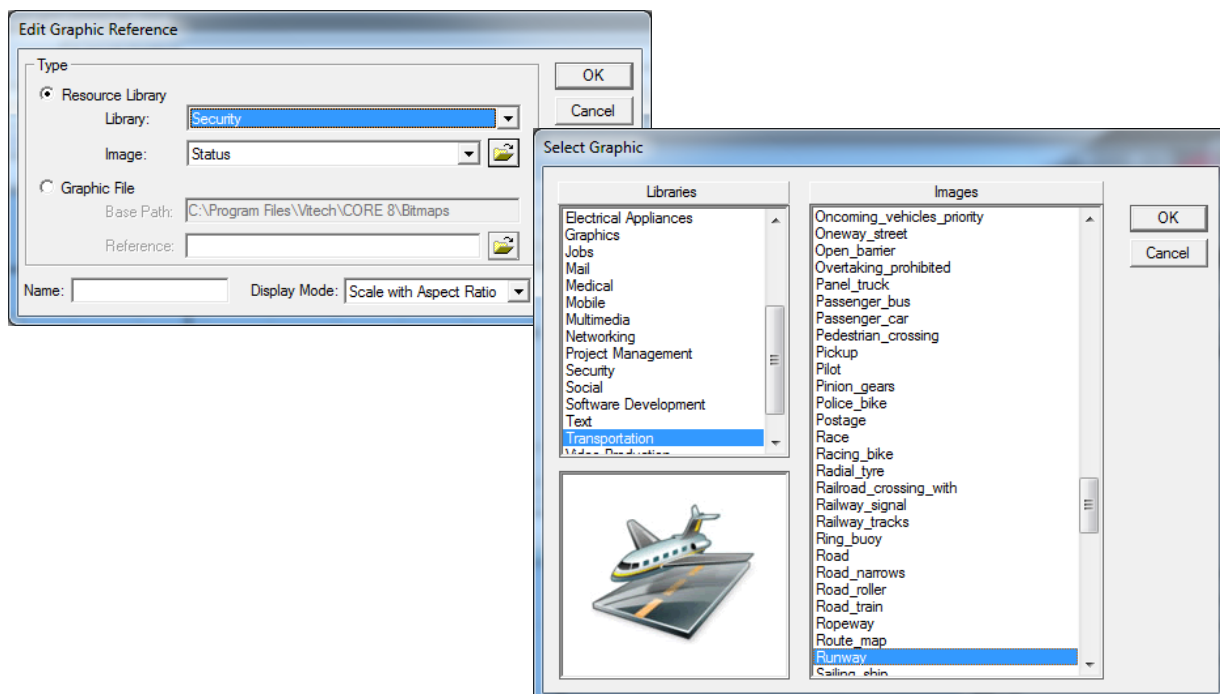 Edit Graphic Reference
Type
Resource Library
Library: Security
Image: Status
Graphic File
Base Path: C:\Program Files\Vitech\CORE 8\Bitmaps
Reference:
Name: Display Mode: Scale with Aspect Ratio
OK
Cancel
Select Graphic
Libraries
Electrical Appliances
Graphics
Jobs
Mail
Medical
Mobile
Multimedia
Networking
Project Management
Security
Social
Software Development
Text
Transportation
Video Production
Images
Oncoming_vehicles_priority
Oneway_street
Open_barrier
Overtaking_prohibited
Panel_truck
Passenger_bus
Passenger_car
Pedestrian_crossing
Pickup
Pilot
Pinion_gears
Police_bike
Postage
Race
Racing_bike
Radial_tyre
Railroad_crossing_with
Railway_signal
Railway_tracks
Ring_buoy
Road
Road_narrows
Road_roller
Road_train
Ropeway
Route_map
Runway
Sailing_ship
OK
Cancel